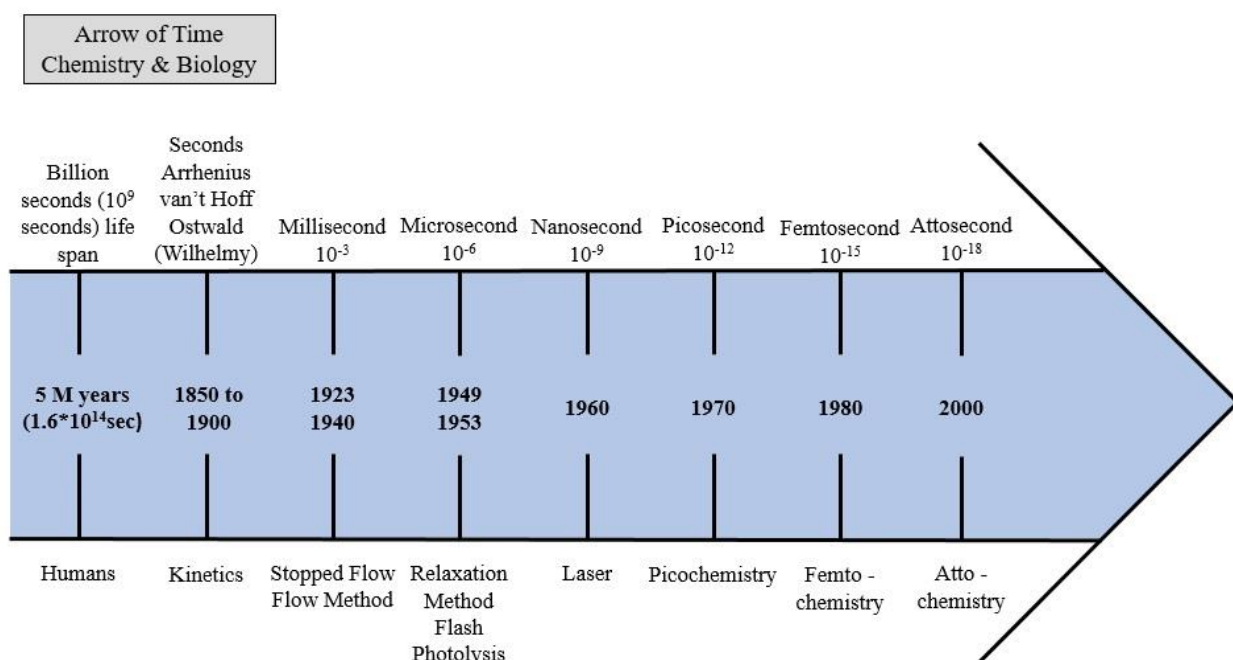 Arrow of Time
Chemistry & Biology
Billion
seconds (10⁹
seconds) life
span
Seconds
Arrhenius
van’t Hoff
Ostwald
(Wilhelmy)
Millisecond
10⁻³
Microsecond
10⁻⁶
Nanosecond
10⁻⁹
Picosecond
10⁻¹²
Femtosecond
10⁻¹⁵
Attosecond
10⁻¹⁸
5 M years
(1.6*10¹⁴sec)
1850 to
1900
1923
1940
1949
1953
1960
1970
1980
2000
Humans
Kinetics
Stopped Flow
Flow Method
Relaxation
Method
Flash
Photolysis
Laser
Picochemistry
Femto -
chemistry
Atto -
chemistry